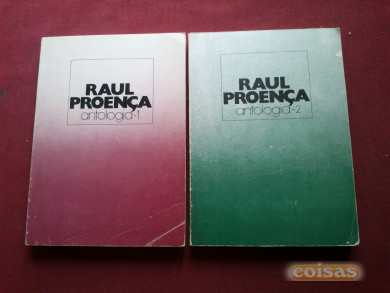 RAUL
PROENÇA
antologia-1
RAUL
PROENÇA
antologia-2
coisas